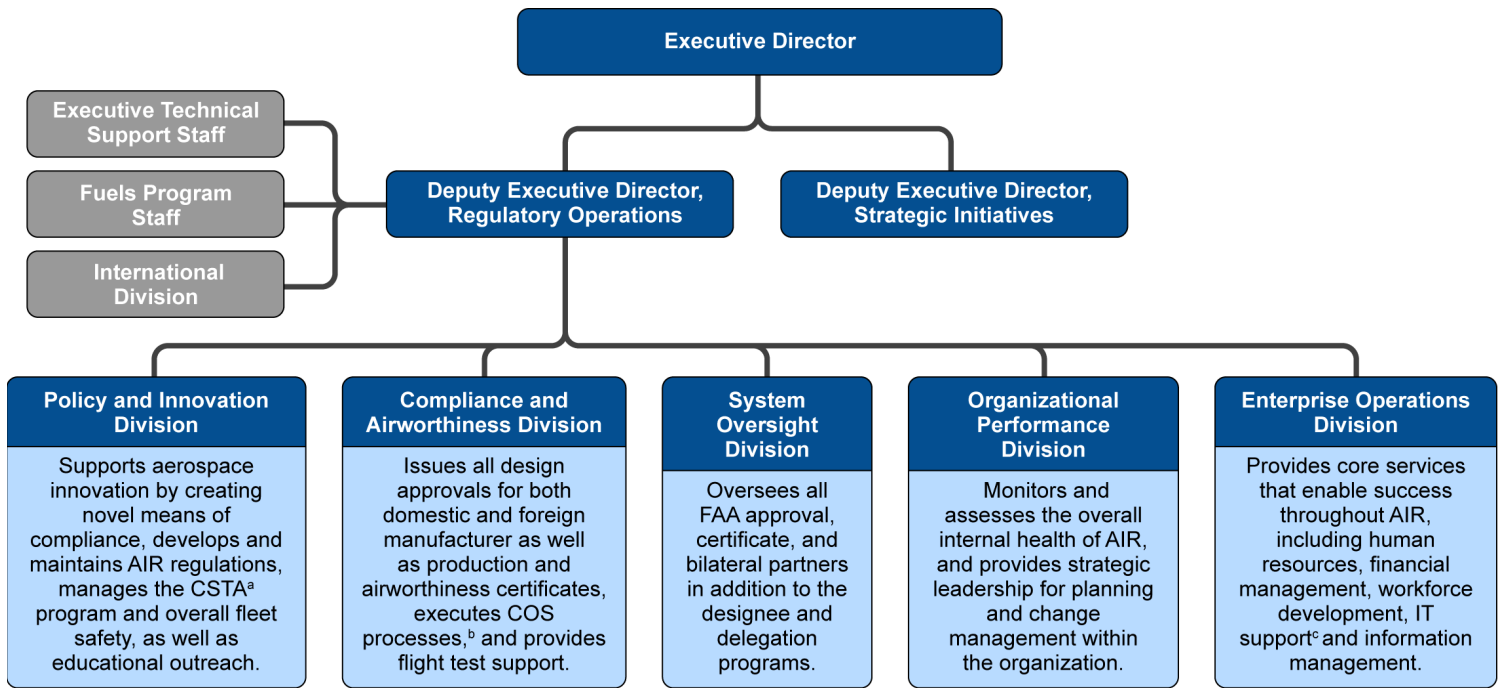 Executive Director
Executive Technical
Support Staff
Fuels Program
Staff
International
Division
Deputy Executive Director,
Regulatory Operations
Deputy Executive Director,
Strategic Initiatives
Policy and Innovation
Division
Supports aerospace
innovation by creating
novel means of
compliance, develops and
maintains AIR regulations,
manages the CSTAa
program and overall fleet
safety, as well as
educational outreach.
Compliance and
Airworthiness Division
Issues all design
approvals for both
domestic and foreign
manufacturer as well
as production and
airworthiness certificates,
executes COS
processes,b and provides
flight test support.
System
Oversight
Division
Oversees all
FAA approval,
certificate, and
bilateral partners
in addition to the
designee and
delegation
programs.
Organizational
Performance
Division
Monitors and
assesses the overall
internal health of AIR,
and provides strategic
leadership for planning
and change
management within
the organization.
Enterprise Operations
Division
Provides core services
that enable success
throughout AIR,
including human
resources, financial
management, workforce
development, IT
supportc and information
management.